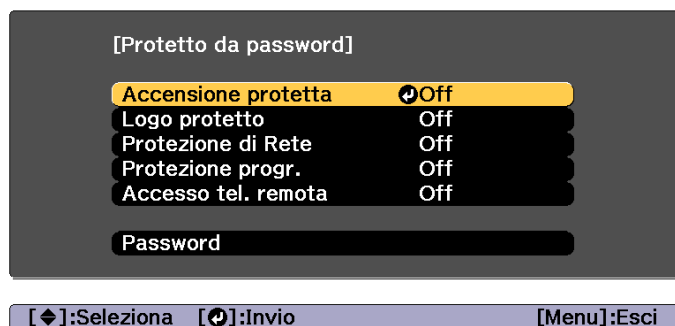 [Protetto da password]
Accensione protetta Off
Logo protetto Off
Protezione di Rete Off
Protezione progr. Off
Accesso tel. remota Off
Password
[◆]:Seleziona [↵]:Invio [Menu]:Esci